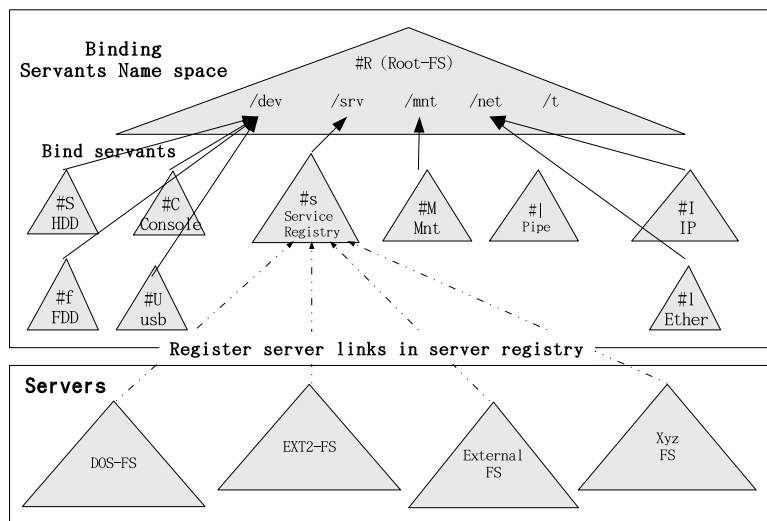 Binding
Servants Name space
#R (Root-FS)
/dev /srv /mnt /net /t
Bind servants
#S
HDD
#C
Console
#s
Service
Registry
#M
Mnt
#|
Pipe
#I
IP
#f
FDD
#U
usb
#l
Ether
Register server links in server registry
Servers
DOS-FS
EXT2-FS
External
FS
Xyz
FS